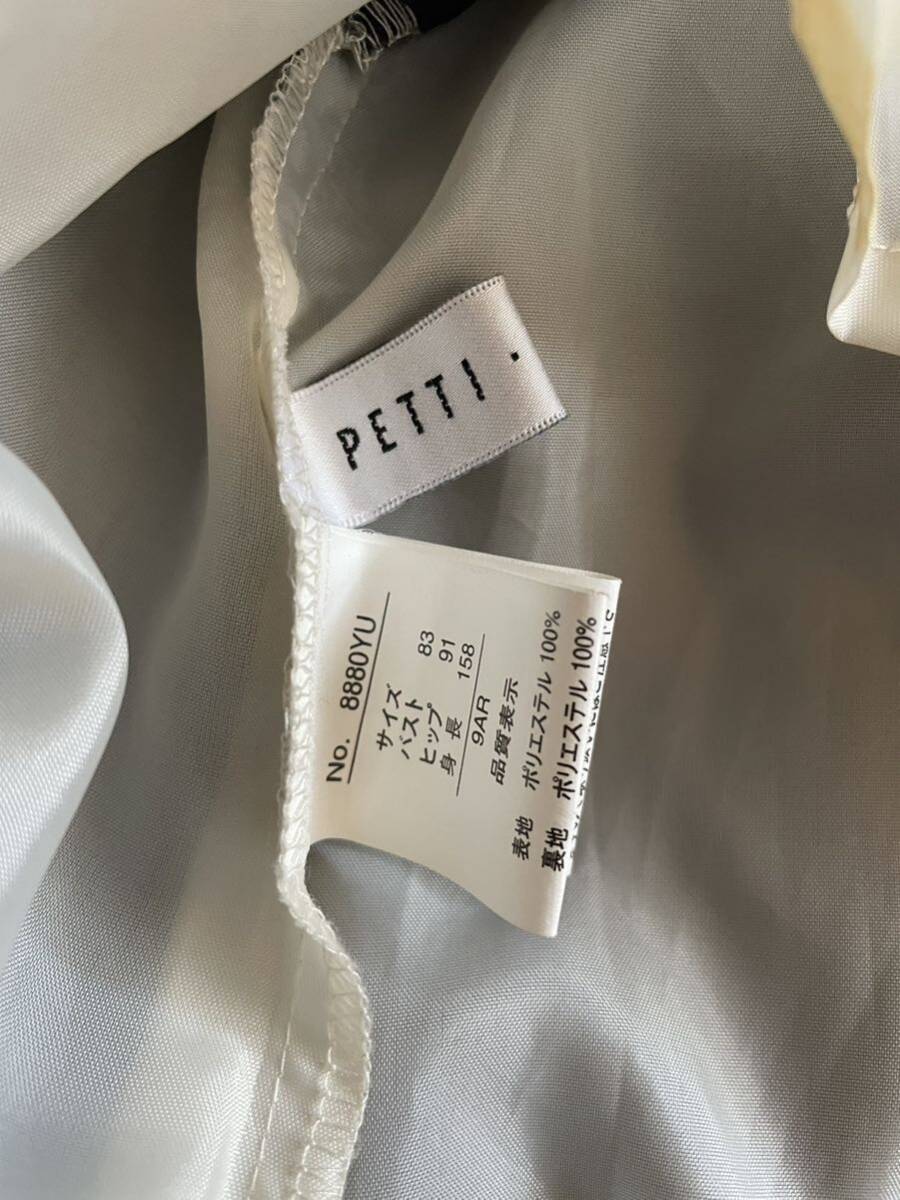 PETTI・
No. 8880YU
サイズ
バスト 83
ヒップ 91
身長 158
9AR
品質表示
表地 ポリエステル 100%
裏地 ポリエステル 100%